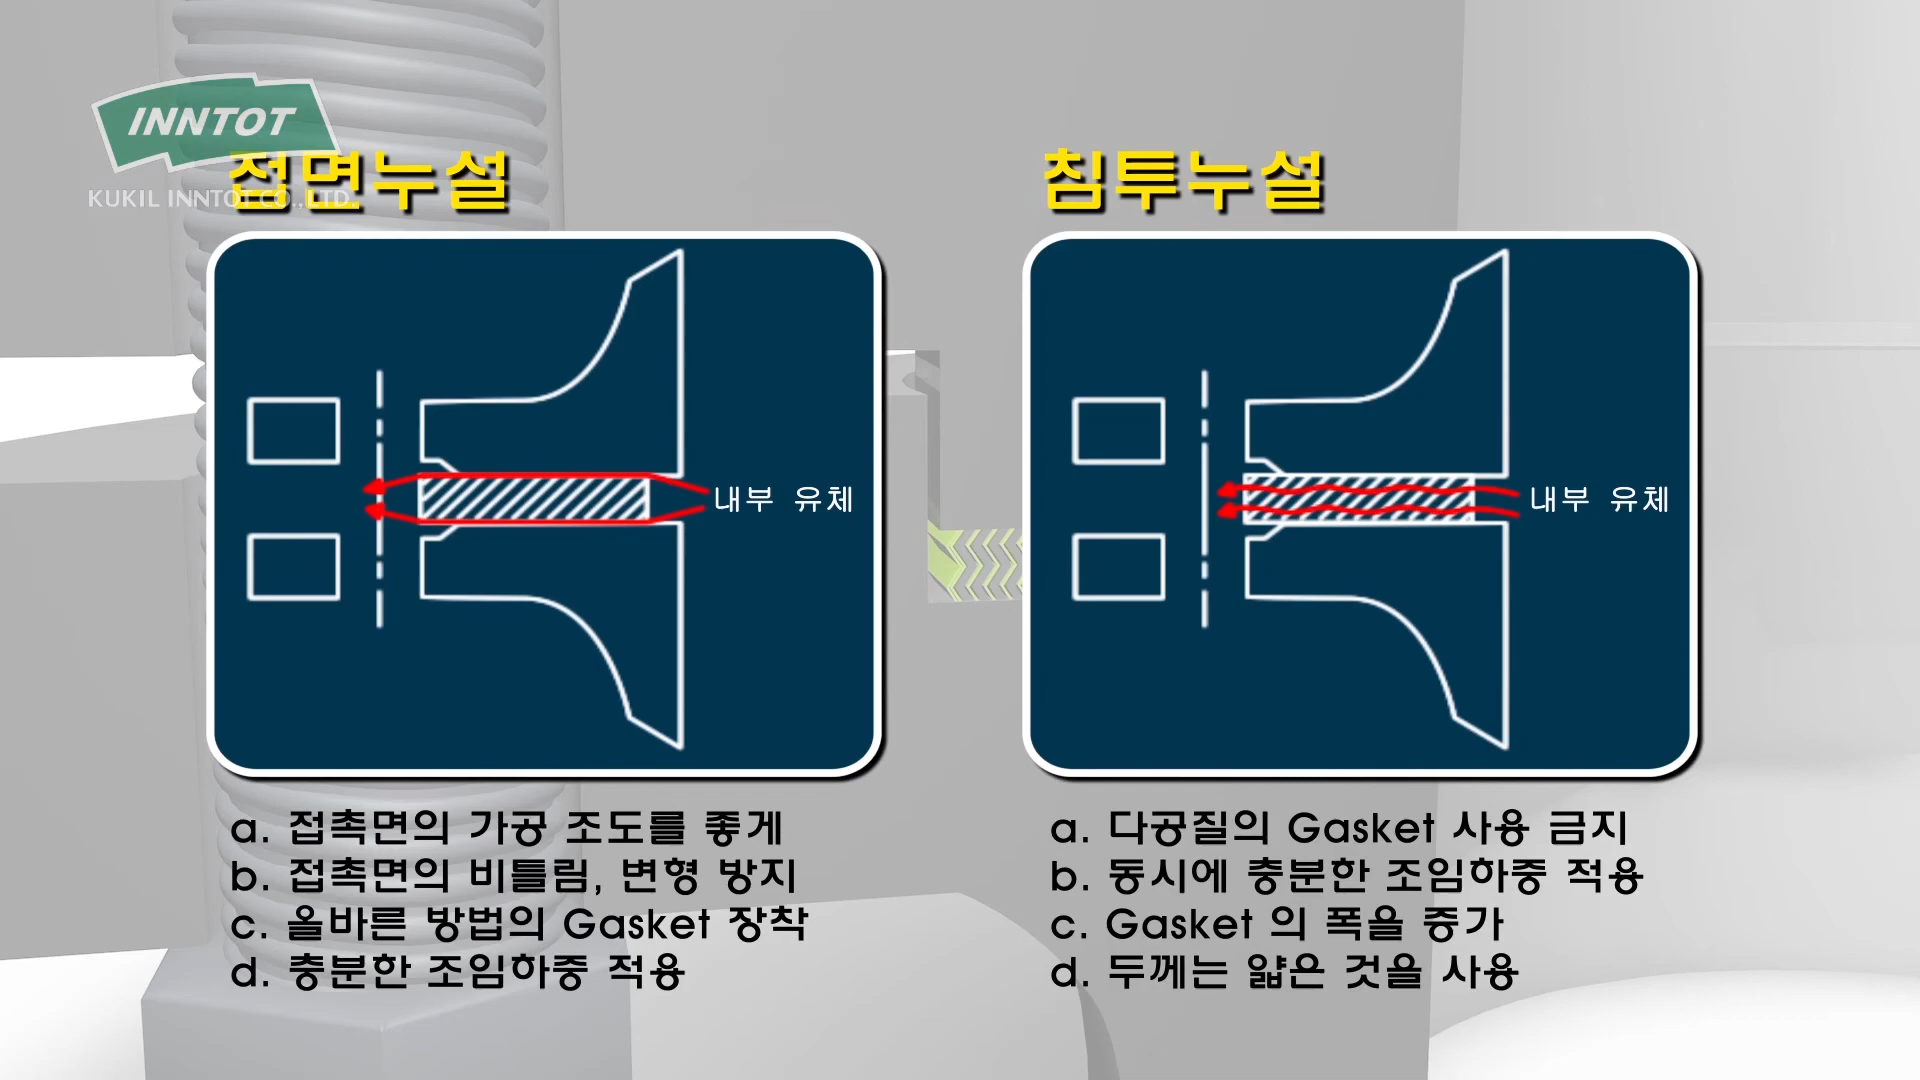 INNTOT
KUKIL INNTOT CO.,LTD.
접면누설
침투누설
내부 유체
내부 유체
a. 접촉면의 가공 조도를 좋게
b. 접촉면의 비틀림, 변형 방지
c. 올바른 방법의 Gasket 장착
d. 충분한 조임하중 적용
a. 다공질의 Gasket 사용 금지
b. 동시에 충분한 조임하중 적용
c. Gasket 의 폭을 증가
d. 두께는 얇은 것을 사용